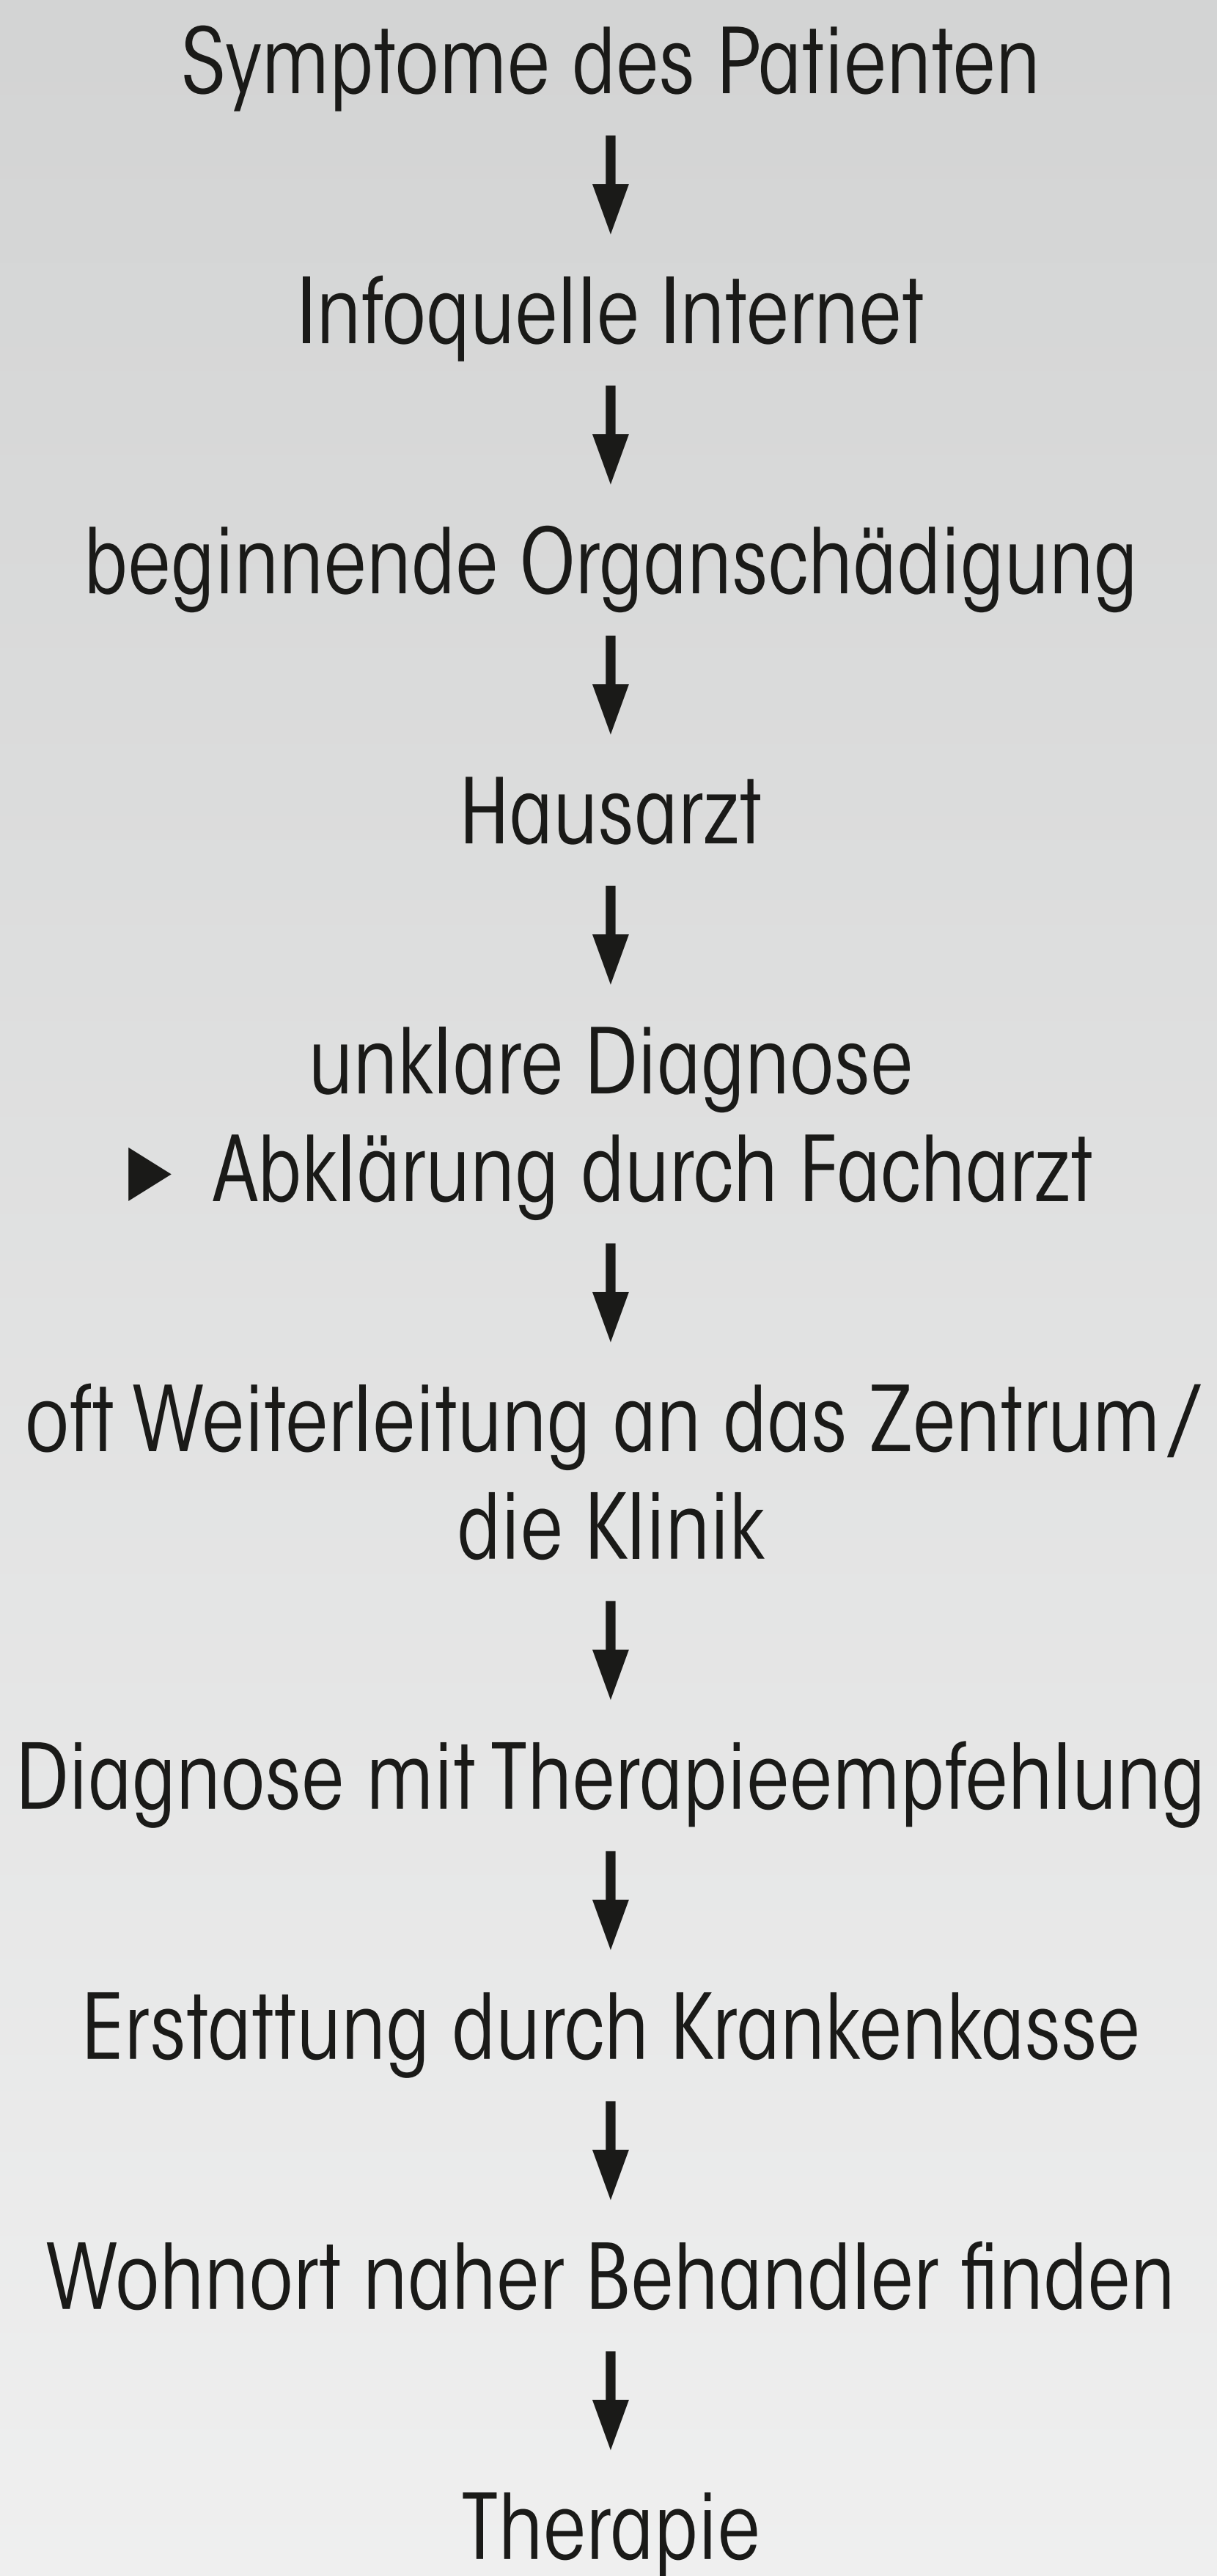 Symptome des Patienten
Infoquelle Internet
beginnende Organschädigung
Hausarzt
unklare Diagnose
▶ Abklärung durch Facharzt
oft Weiterleitung an das Zentrum/
die Klinik
Diagnose mit Therapieempfehlung
Erstattung durch Krankenkasse
Wohnort naher Behandler finden
Therapie